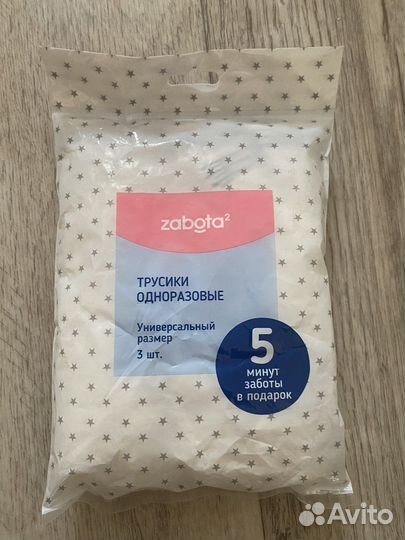 zabota²
ТРУСИКИ
ОДНОРАЗОВЫЕ
Универсальный
размер
3 шт.
5
минут
заботы
в подарок
Avito